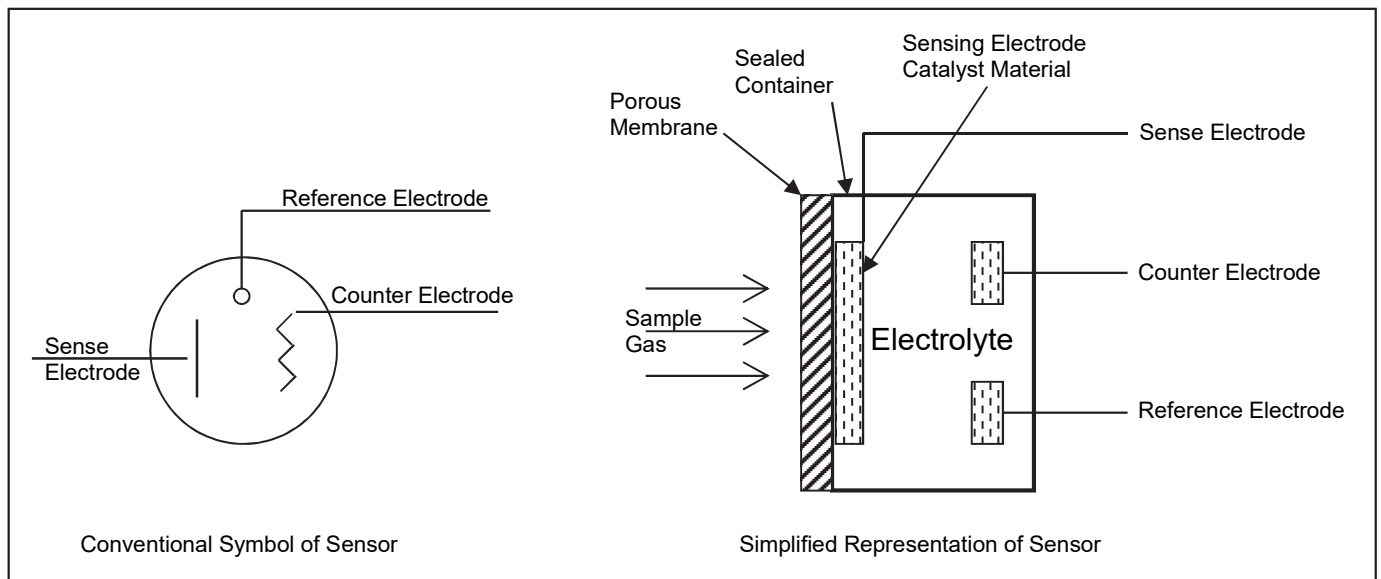 Reference Electrode
Counter Electrode
Sense
Electrode
Conventional Symbol of Sensor
Sensing Electrode
Catalyst Material
Sealed
Container
Porous
Membrane
Sense Electrode
Sample
Gas
Electrolyte
Counter Electrode
Reference Electrode
Simplified Representation of Sensor